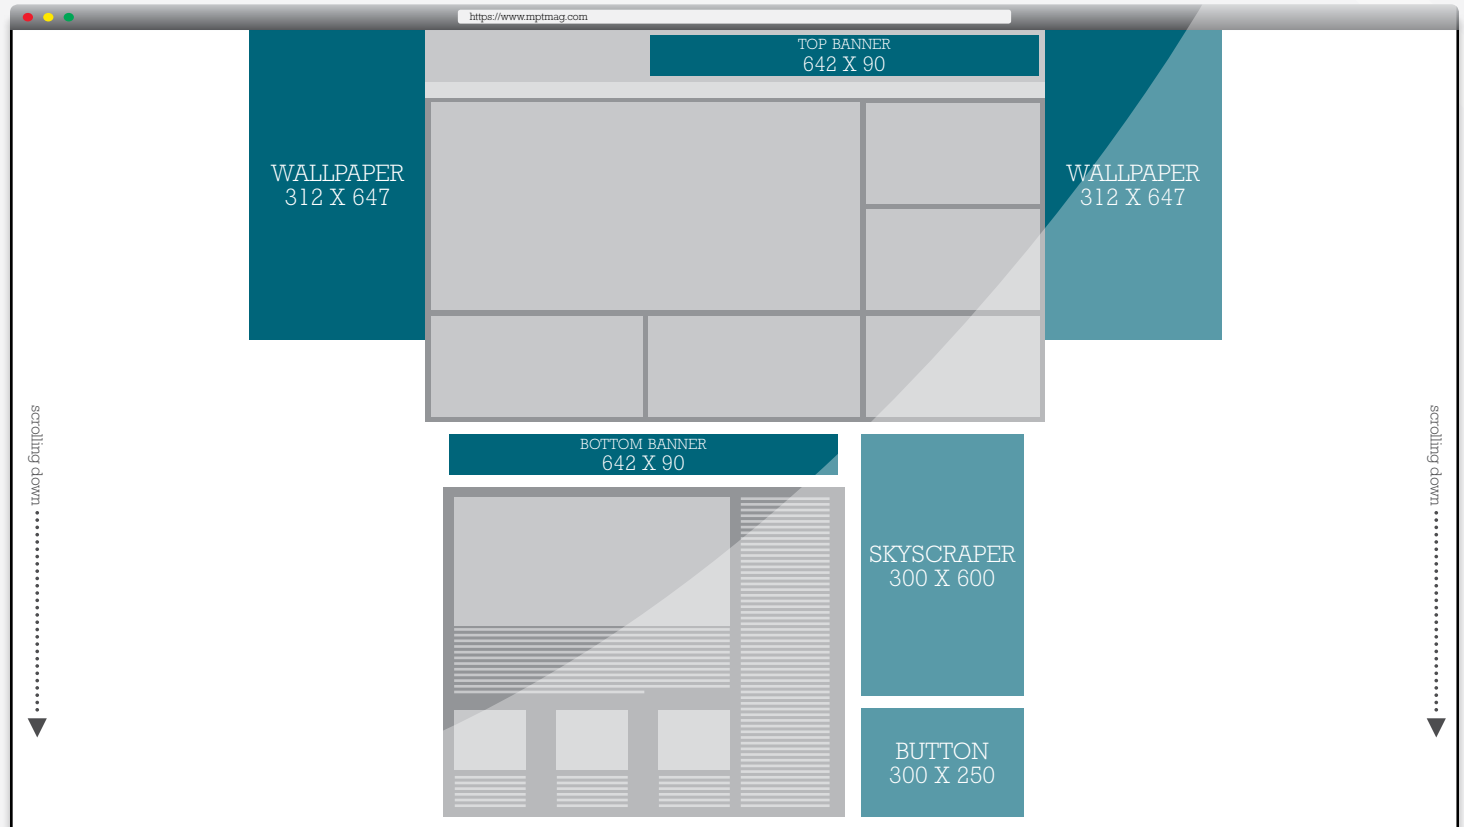 https://www.mptmag.com
TOP BANNER
642 X 90
WALLPAPER
312 X 647
WALLPAPER
312 X 647
scrolling down
scrolling down
BOTTOM BANNER
642 X 90
SKYSCRAPER
300 X 600
BUTTON
300 X 250